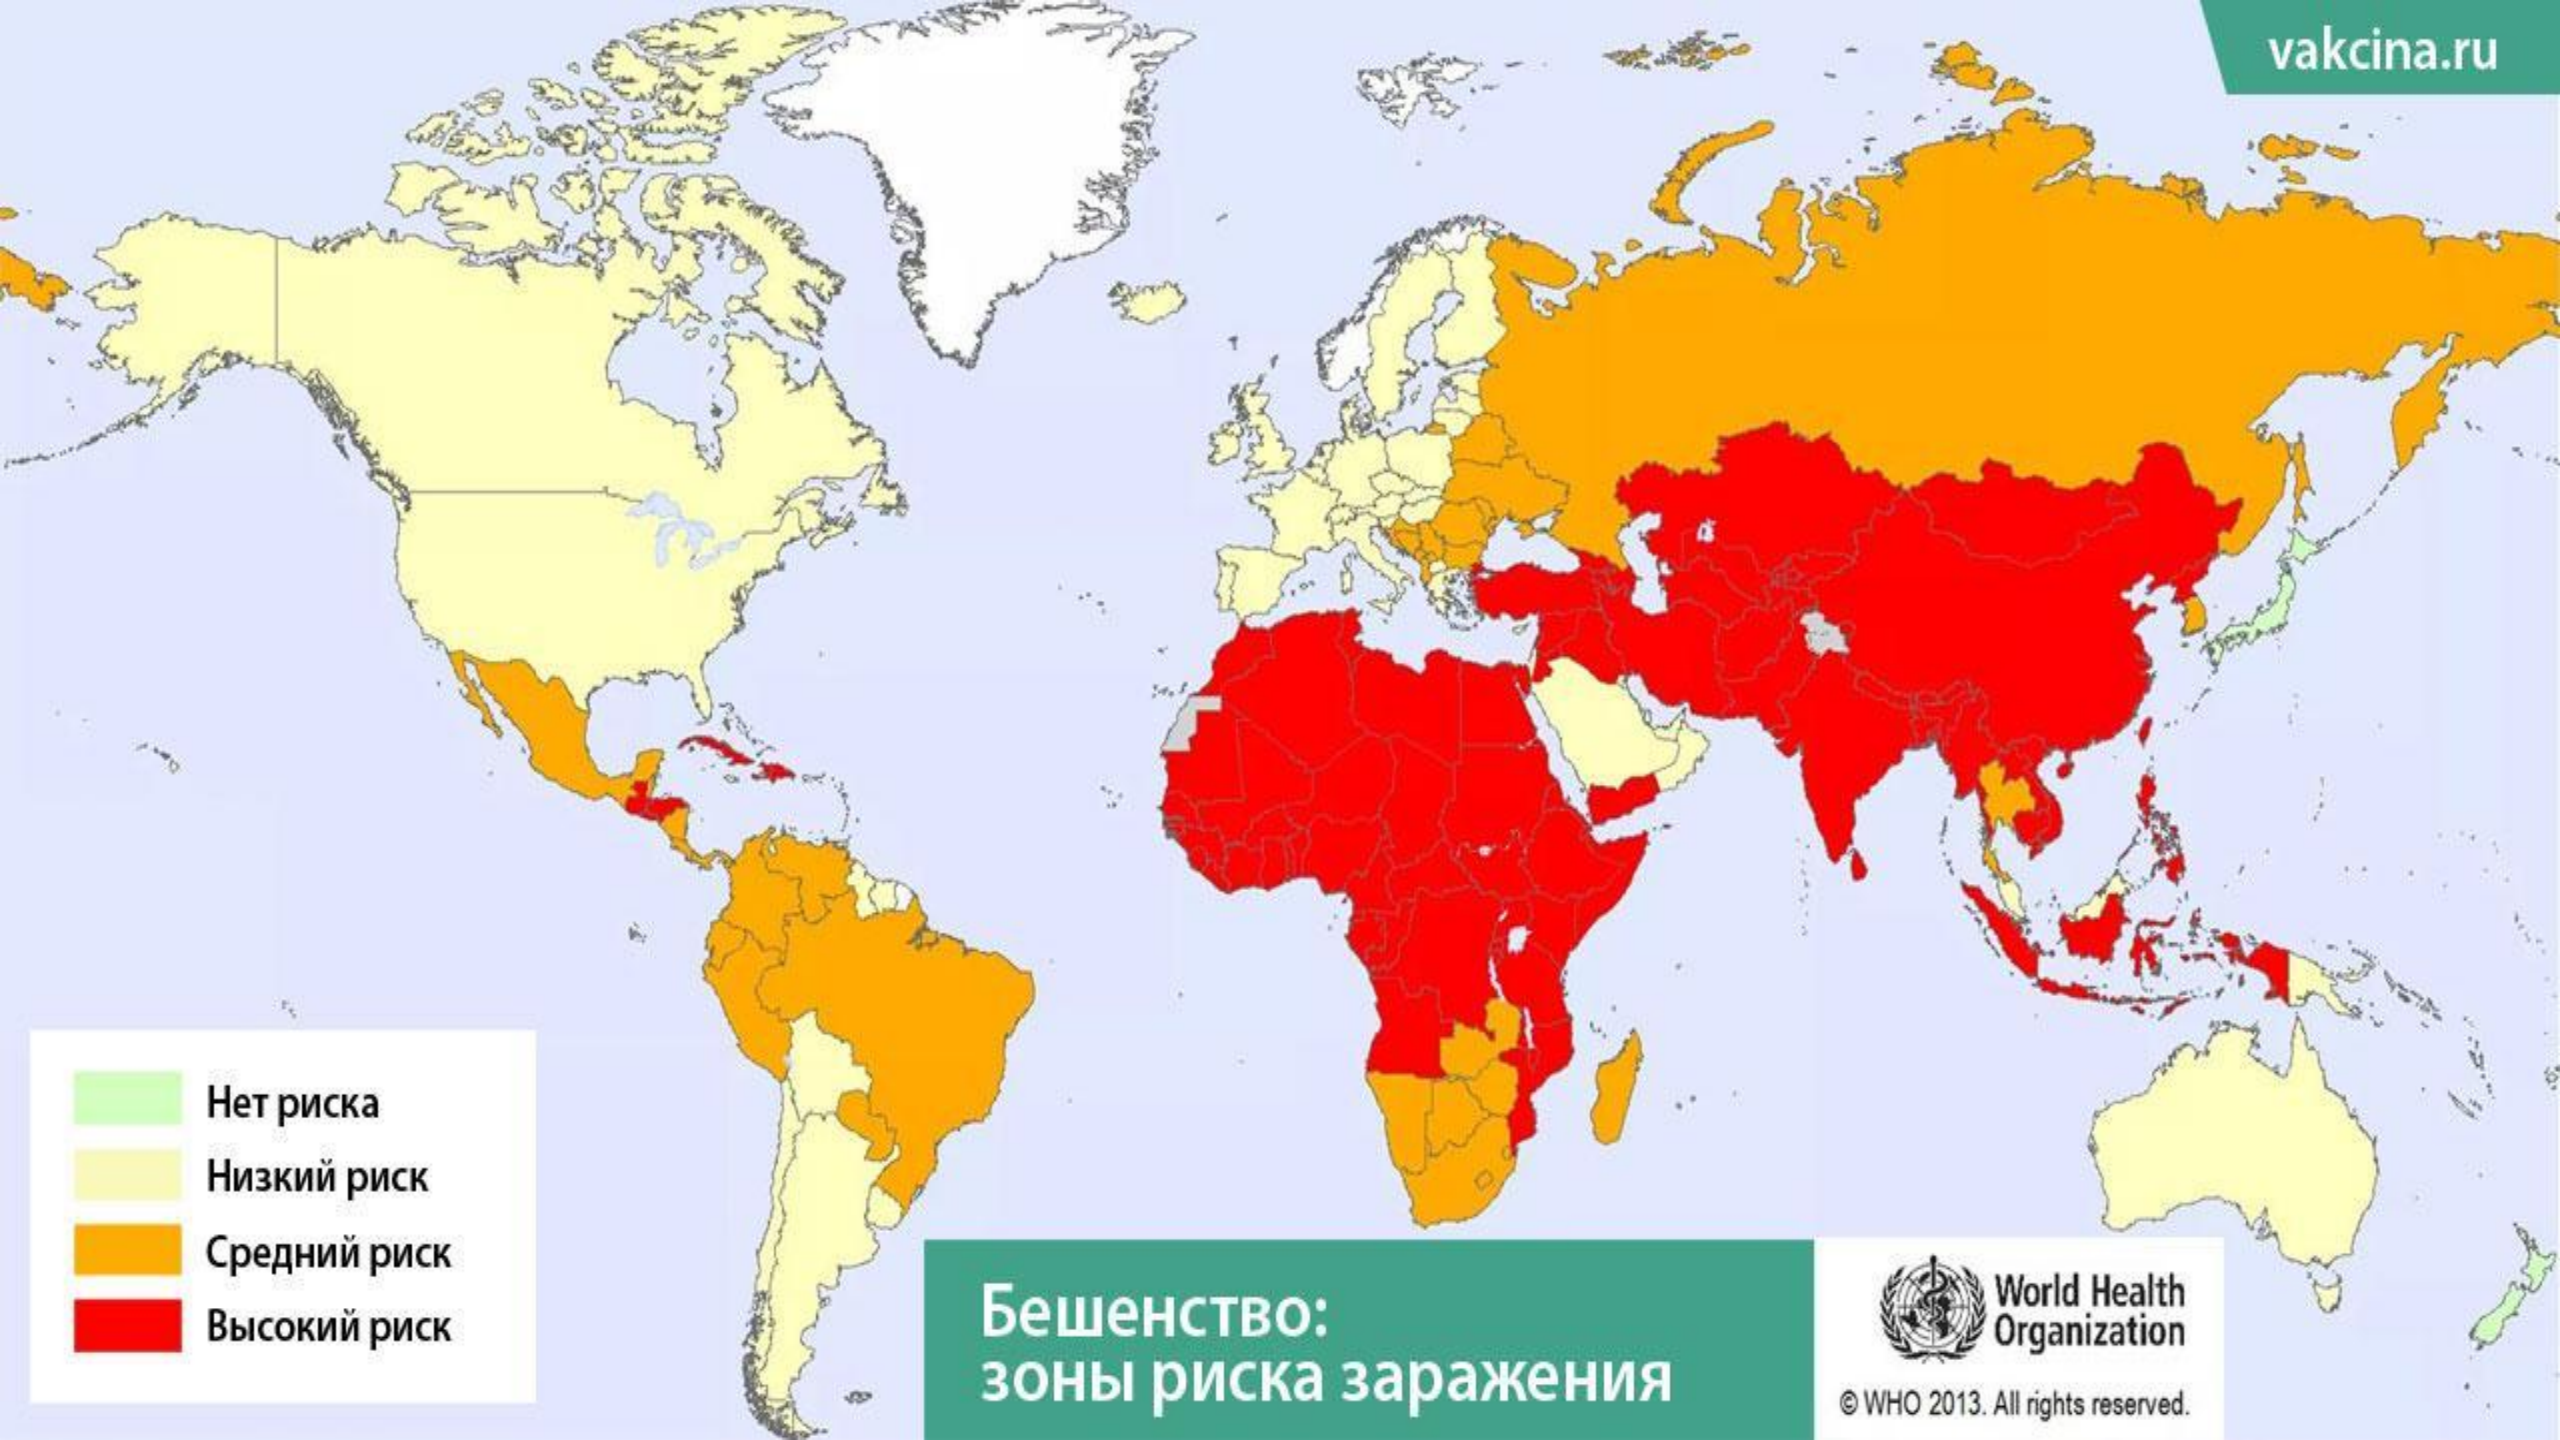 vakcina.ru
Нет риска
Низкий риск
Средний риск
Высокий риск
Бешенство:
зоны риска заражения
World Health
Organization
© WHO 2013. All rights reserved.